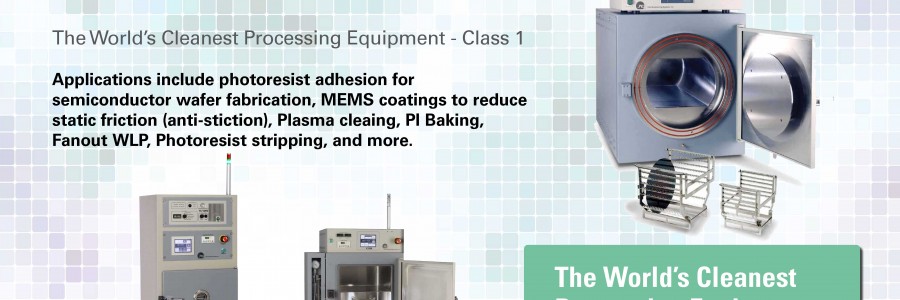 The World's Cleanest Processing Equipment - Class 1
Applications include photoresist adhesion for
semiconductor wafer fabrication, MEMS coatings to reduce
static friction (anti-stiction), Plasma cleaing, PI Baking,
Fanout WLP, Photoresist stripping, and more.
The World's Cleanest